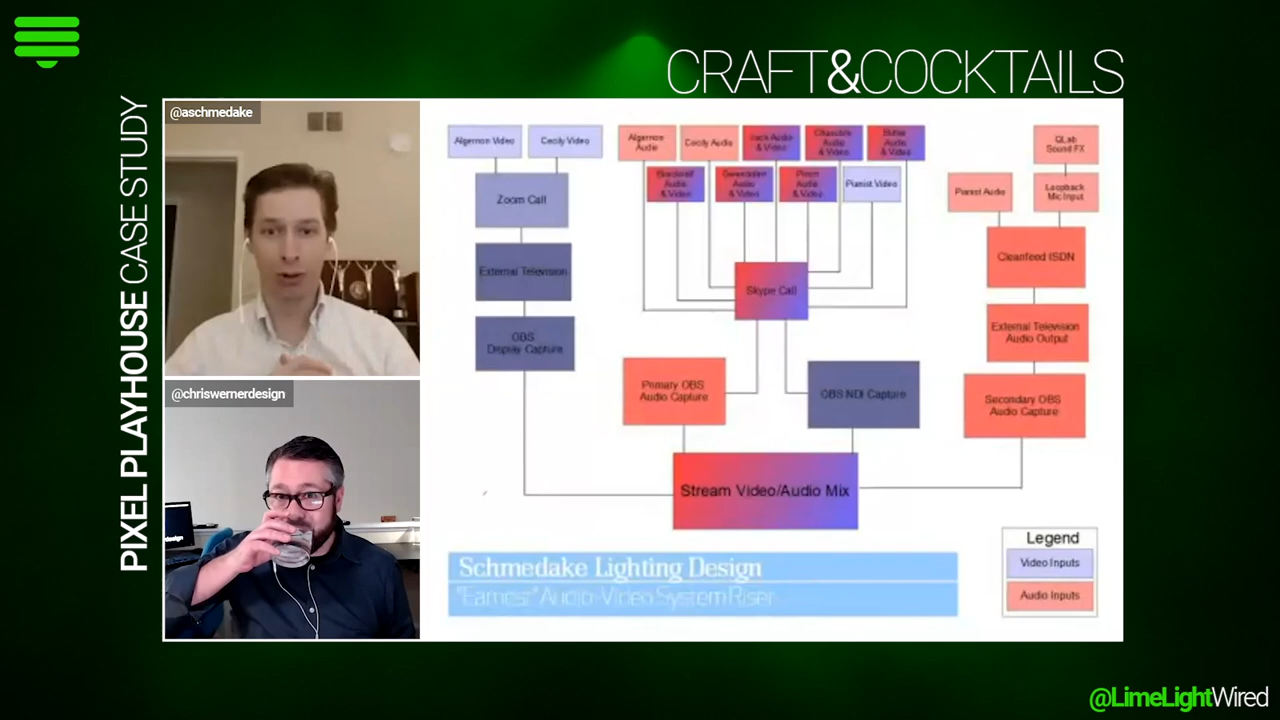 CRAFT&COCKTAILS
PIXEL PLAYHOUSE CASE STUDY
@aschmedake
@chriswernerdesign
Algernon Video
Cecily Video
Zoom Call
External Television
OBS
Display Capture
Algernon
Audio
Cecily Audio
Jack Audio
& Video
Chasuble
Audio
& Video
Butler
Audio
& Video
Bracknell
Audio
& Video
Gwendolen
Audio
& Video
Prism
Audio
& Video
Pianist Video
Skype Call
Primary OBS
Audio Capture
OBS NDI Capture
QLab
Sound FX
Pianist Audio
Loopback
Mic Input
Cleanfeed ISDN
External Television
Audio Output
Secondary OBS
Audio Capture
Stream Video/Audio Mix
Schmedake Lighting Design
"Earnest" Audio-Video System Riser
Legend
Video Inputs
Audio Inputs
@LimeLightWired